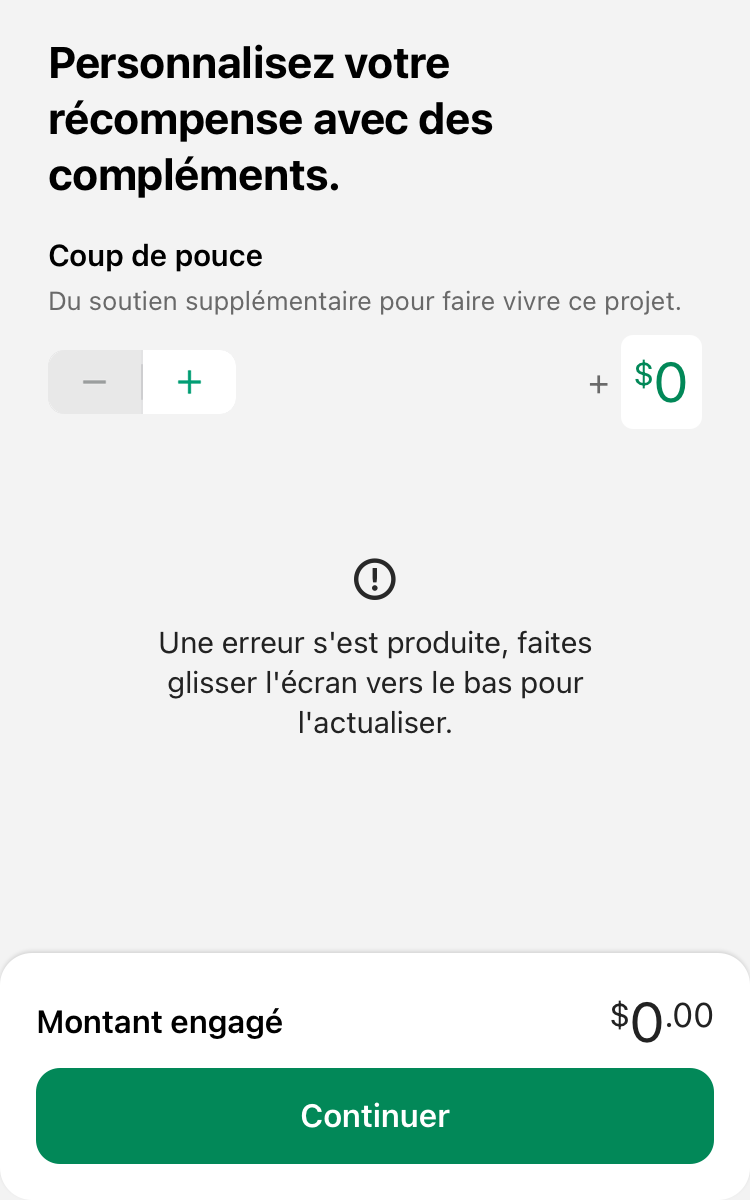 Personnalisez votre
récompense avec des
compléments.
Coup de pouce
Du soutien supplémentaire pour faire vivre ce projet.
− +
+ $0
Une erreur s'est produite, faites
glisser l'écran vers le bas pour
l'actualiser.
Montant engagé $0.00
Continuer